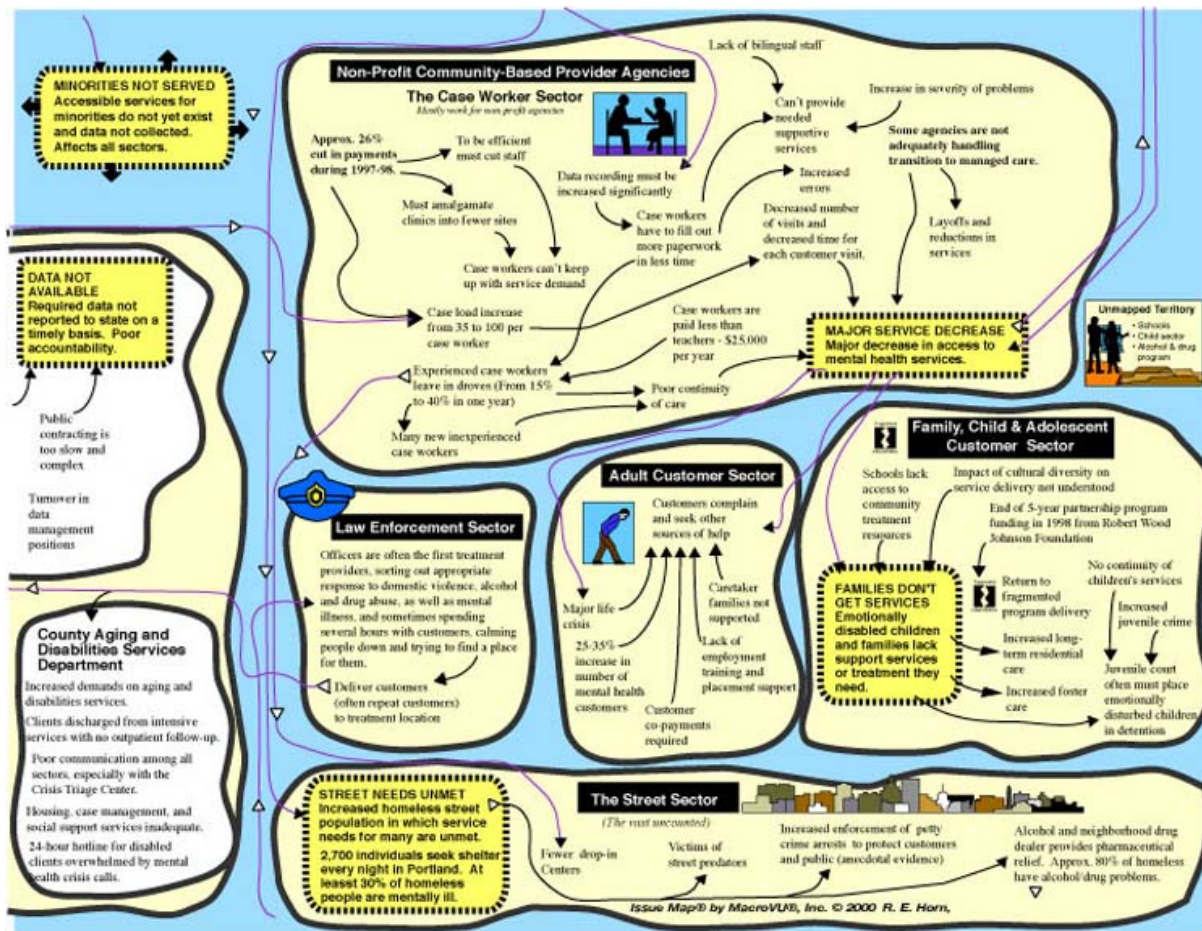 MINORITIES NOT SERVED
Accessible services for
minorities do not yet exist
and data not collected.
Affects all sectors.
Non-Profit Community-Based Provider Agencies
The Case Worker Sector
Mostly work for non profit agencies
Approx. 26%
cut in payments
during 1997-98.
To be efficient
must cut staff
Must amalgamate
clinics into fewer sites
Case workers can't keep
up with service demand
Case load increase
from 35 to 100 per
case worker
Experienced case workers
leave in droves (From 15%
to 40% in one year)
Many new inexperienced
case workers
Data recording must be
increased significantly
Case workers
have to fill out
more paperwork
in less time
Case workers are
paid less than
teachers - $25,000
per year
Poor continuity
of care
Lack of bilingual staff
Can't provide
needed
supportive
services
Increase in severity of problems
Increased
errors
Decreased number
of visits and
decreased time for
each customer visit.
Some agencies are not
adequately handling
transition to managed care.
Layoffs and
reductions in
services
MAJOR SERVICE DECREASE
Major decrease in access to
mental health services.
Unmapped Territory
• Schools
• Child sector
• Alcohol & drug
program
DATA NOT
AVAILABLE
Required data not
reported to state on a
timely basis. Poor
accountability.
Public
contracting is
too slow and
complex
Turnover in
data
management
positions
County Aging and
Disabilities Services
Department
Increased demands on aging and
disabilities services.
Clients discharged from intensive
services with no outpatient follow-up.
Poor communication among all
sectors, especially with the
Crisis Triage Center.
Housing, case management, and
social support services inadequate.
24-hour hotline for disabled
clients overwhelmed by mental
health crisis calls.
Law Enforcement Sector
Officers are often the first treatment
providers, sorting out appropriate
response to domestic violence, alcohol
and drug abuse, as well as mental
illness, and sometimes spending
several hours with customers, calming
people down and trying to find a place
for them.
Deliver customers
(often repeat customers)
to treatment location
Adult Customer Sector
Customers complain
and seek other
sources of help
Major life
crisis
25-35%
increase in
number of
mental health
customers
Customer
co-payments
required
Lack of
employment
training and
placement support
Caretaker
families not
supported
Family, Child & Adolescent
Customer Sector
Schools lack
access to
community
treatment
resources
Impact of cultural diversity on
service delivery not understood
End of 5-year partnership program
funding in 1998 from Robert Wood
Johnson Foundation
Return to
fragmented
program delivery
No continuity of
children's services
FAMILIES DON'T
GET SERVICES
Emotionally
disabled children
and families lack
support services
or treatment they
need.
Increased long-
term residential
care
Increased foster
care
Increased
juvenile crime
Juvenile court
often must place
emotionally
disturbed children
in detention
The Street Sector
(The vast uncounted)
STREET NEEDS UNMET
Increased homeless street
population in which service
needs for many are unmet.
2,700 individuals seek shelter
every night in Portland. At
leasst 30% of homeless
people are mentally ill.
Fewer drop-in
Centers
Victims of
street predators
Increased enforcement of petty
crime arrests to protect customers
and public (anecdotal evidence)
Alcohol and neighborhood drug
dealer provides pharmaceutical
relief. Approx. 80% of homeless
have alcohol/drug problems.
Issue Map® by MacroVU®, Inc. © 2000 R. E. Horn,